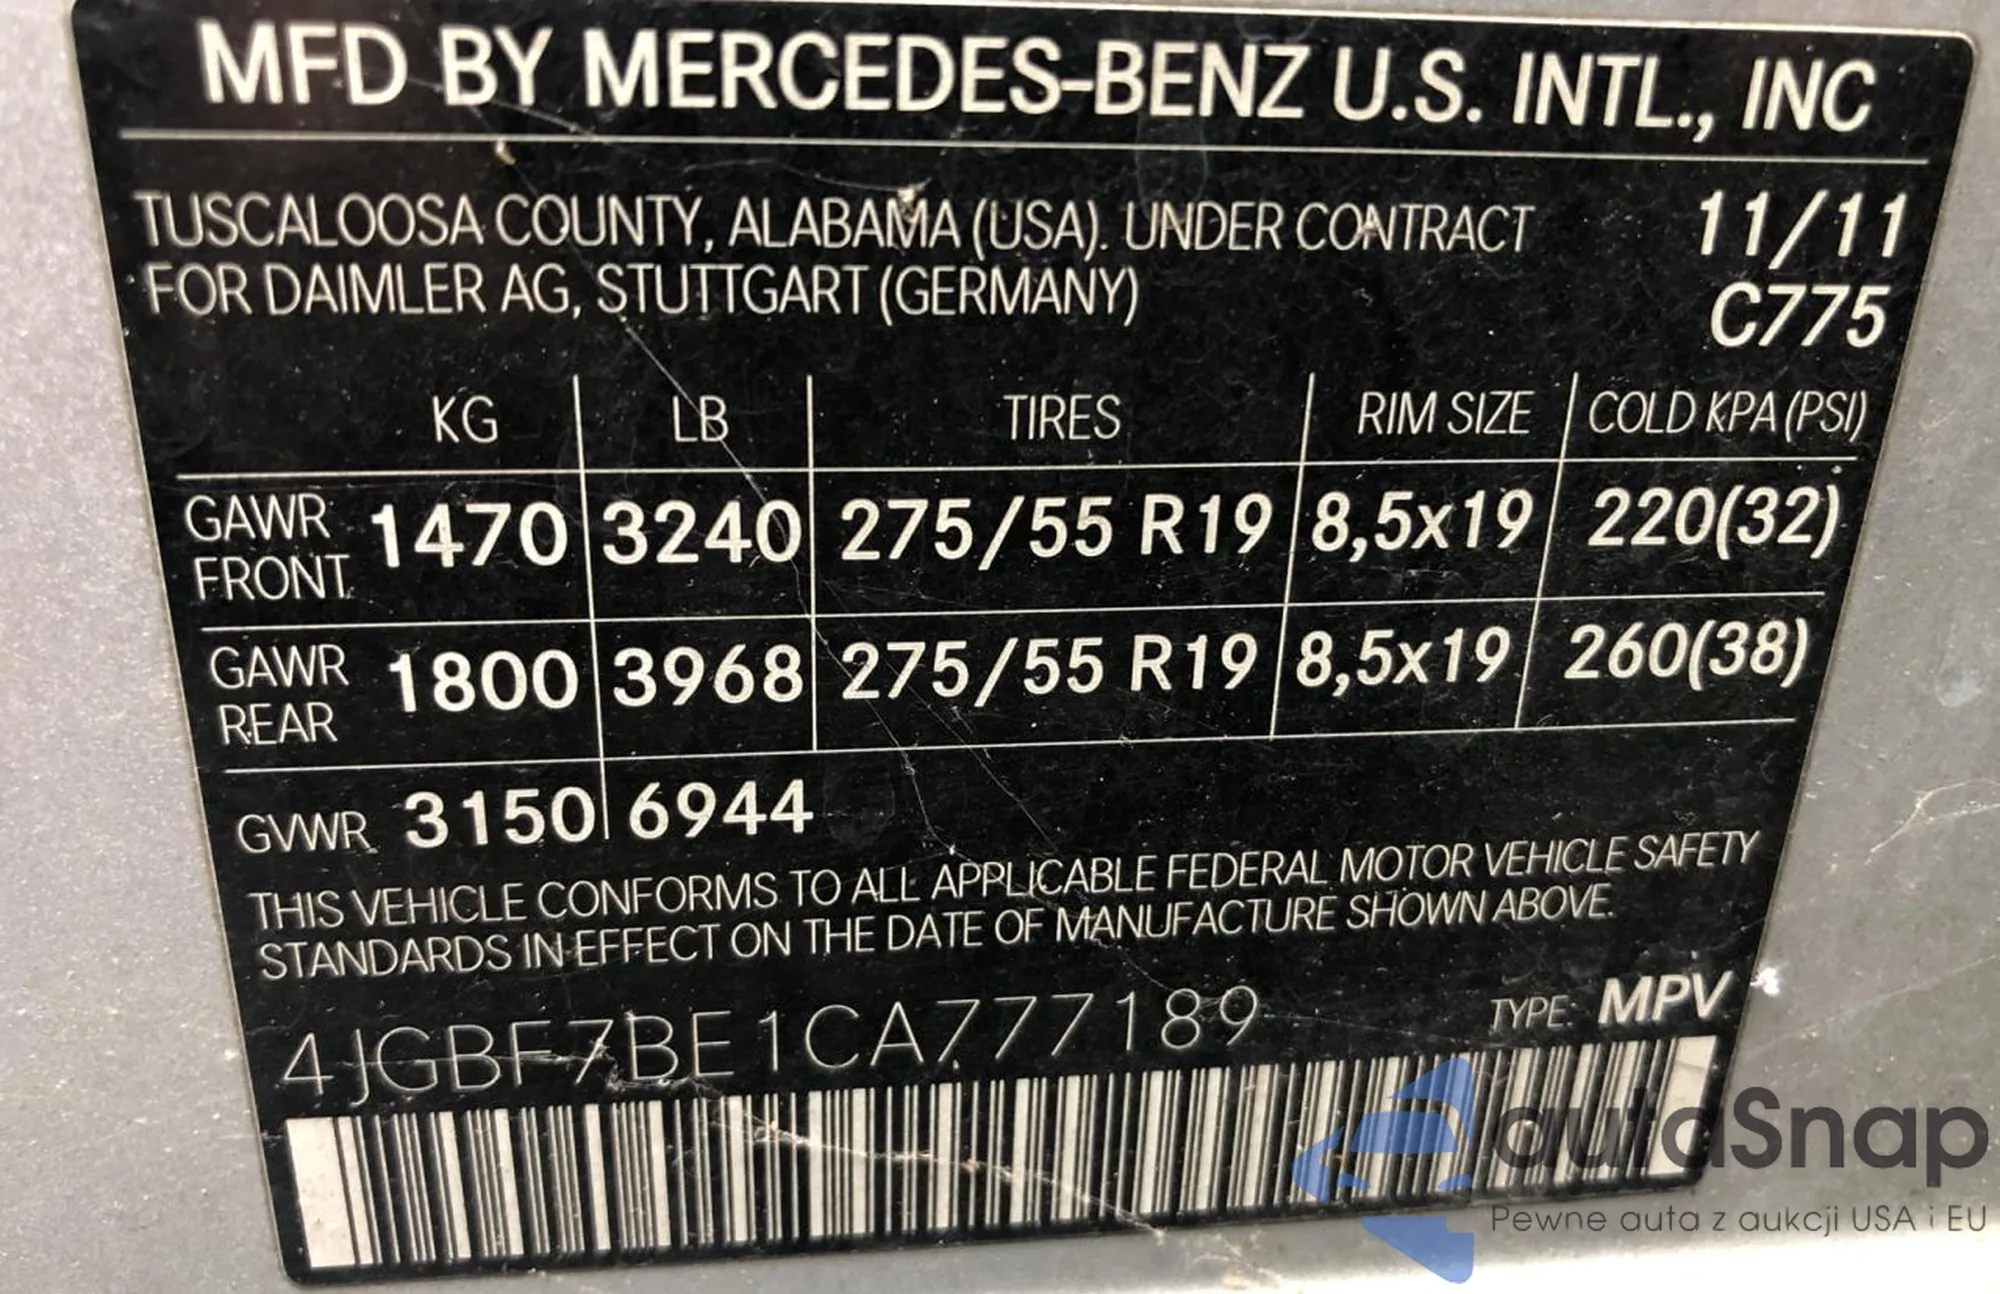 MFD BY MERCEDES-BENZ U.S. INTL., INC
TUSCALOOSA COUNTY, ALABAMA (USA). UNDER CONTRACT 11/11
FOR DAIMLER AG, STUTTGART (GERMANY) C775
KG LB TIRES RIM SIZE COLD KPA (PSI)
GAWR FRONT 1470 3240 275/55 R19 8,5x19 220(32)
GAWR REAR 1800 3968 275/55 R19 8,5x19 260(38)
GVWR 3150 6944
THIS VEHICLE CONFORMS TO ALL APPLICABLE FEDERAL MOTOR VEHICLE SAFETY
STANDARDS IN EFFECT ON THE DATE OF MANUFACTURE SHOWN ABOVE.
4JGBF7BE1CA777189 TYPE: MPV
autoSnap
Pewne auta z aukcji USA i EU